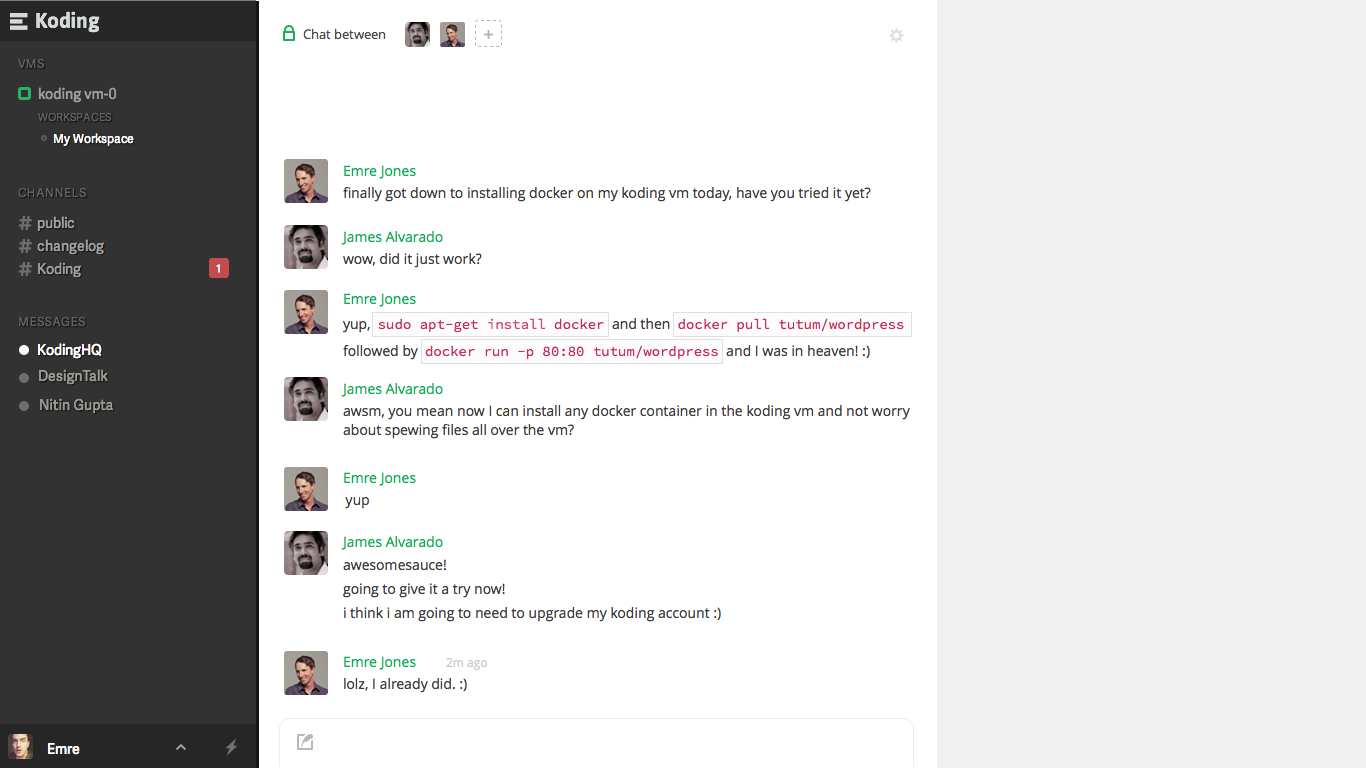 Koding
VMS
koding vm-0
WORKSPACES
My Workspace
CHANNELS
# public
# changelog
# Koding 1
MESSAGES
KodingHQ
DesignTalk
Nitin Gupta
Emre
Chat between +
Emre Jones
finally got down to installing docker on my koding vm today, have you tried it yet?
James Alvarado
wow, did it just work?
Emre Jones
yup, sudo apt-get install docker and then docker pull tutum/wordpress
followed by docker run -p 80:80 tutum/wordpress and I was in heaven! :)
James Alvarado
awsm, you mean now I can install any docker container in the koding vm and not worry
about spewing files all over the vm?
Emre Jones
yup
James Alvarado
awesomesauce!
going to give it a try now!
i think i am going to need to upgrade my koding account :)
Emre Jones 2m ago
lolz, I already did. :)